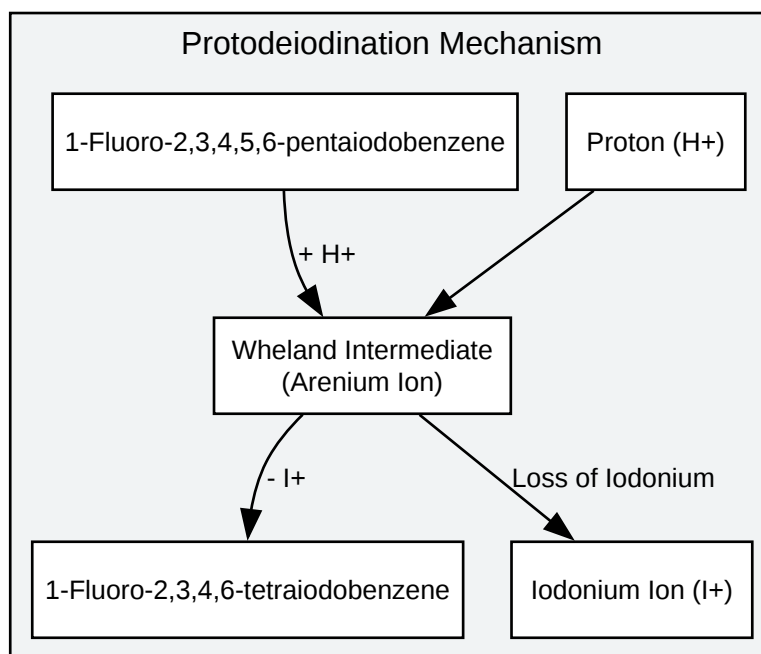 Protodeiodination Mechanism
1-Fluoro-2,3,4,5,6-pentaiodobenzene
Proton (H+)
+ H+
Wheland Intermediate
(Arenium Ion)
- I+
Loss of Iodonium
1-Fluoro-2,3,4,6-tetraiodobenzene
Iodonium Ion (I+)